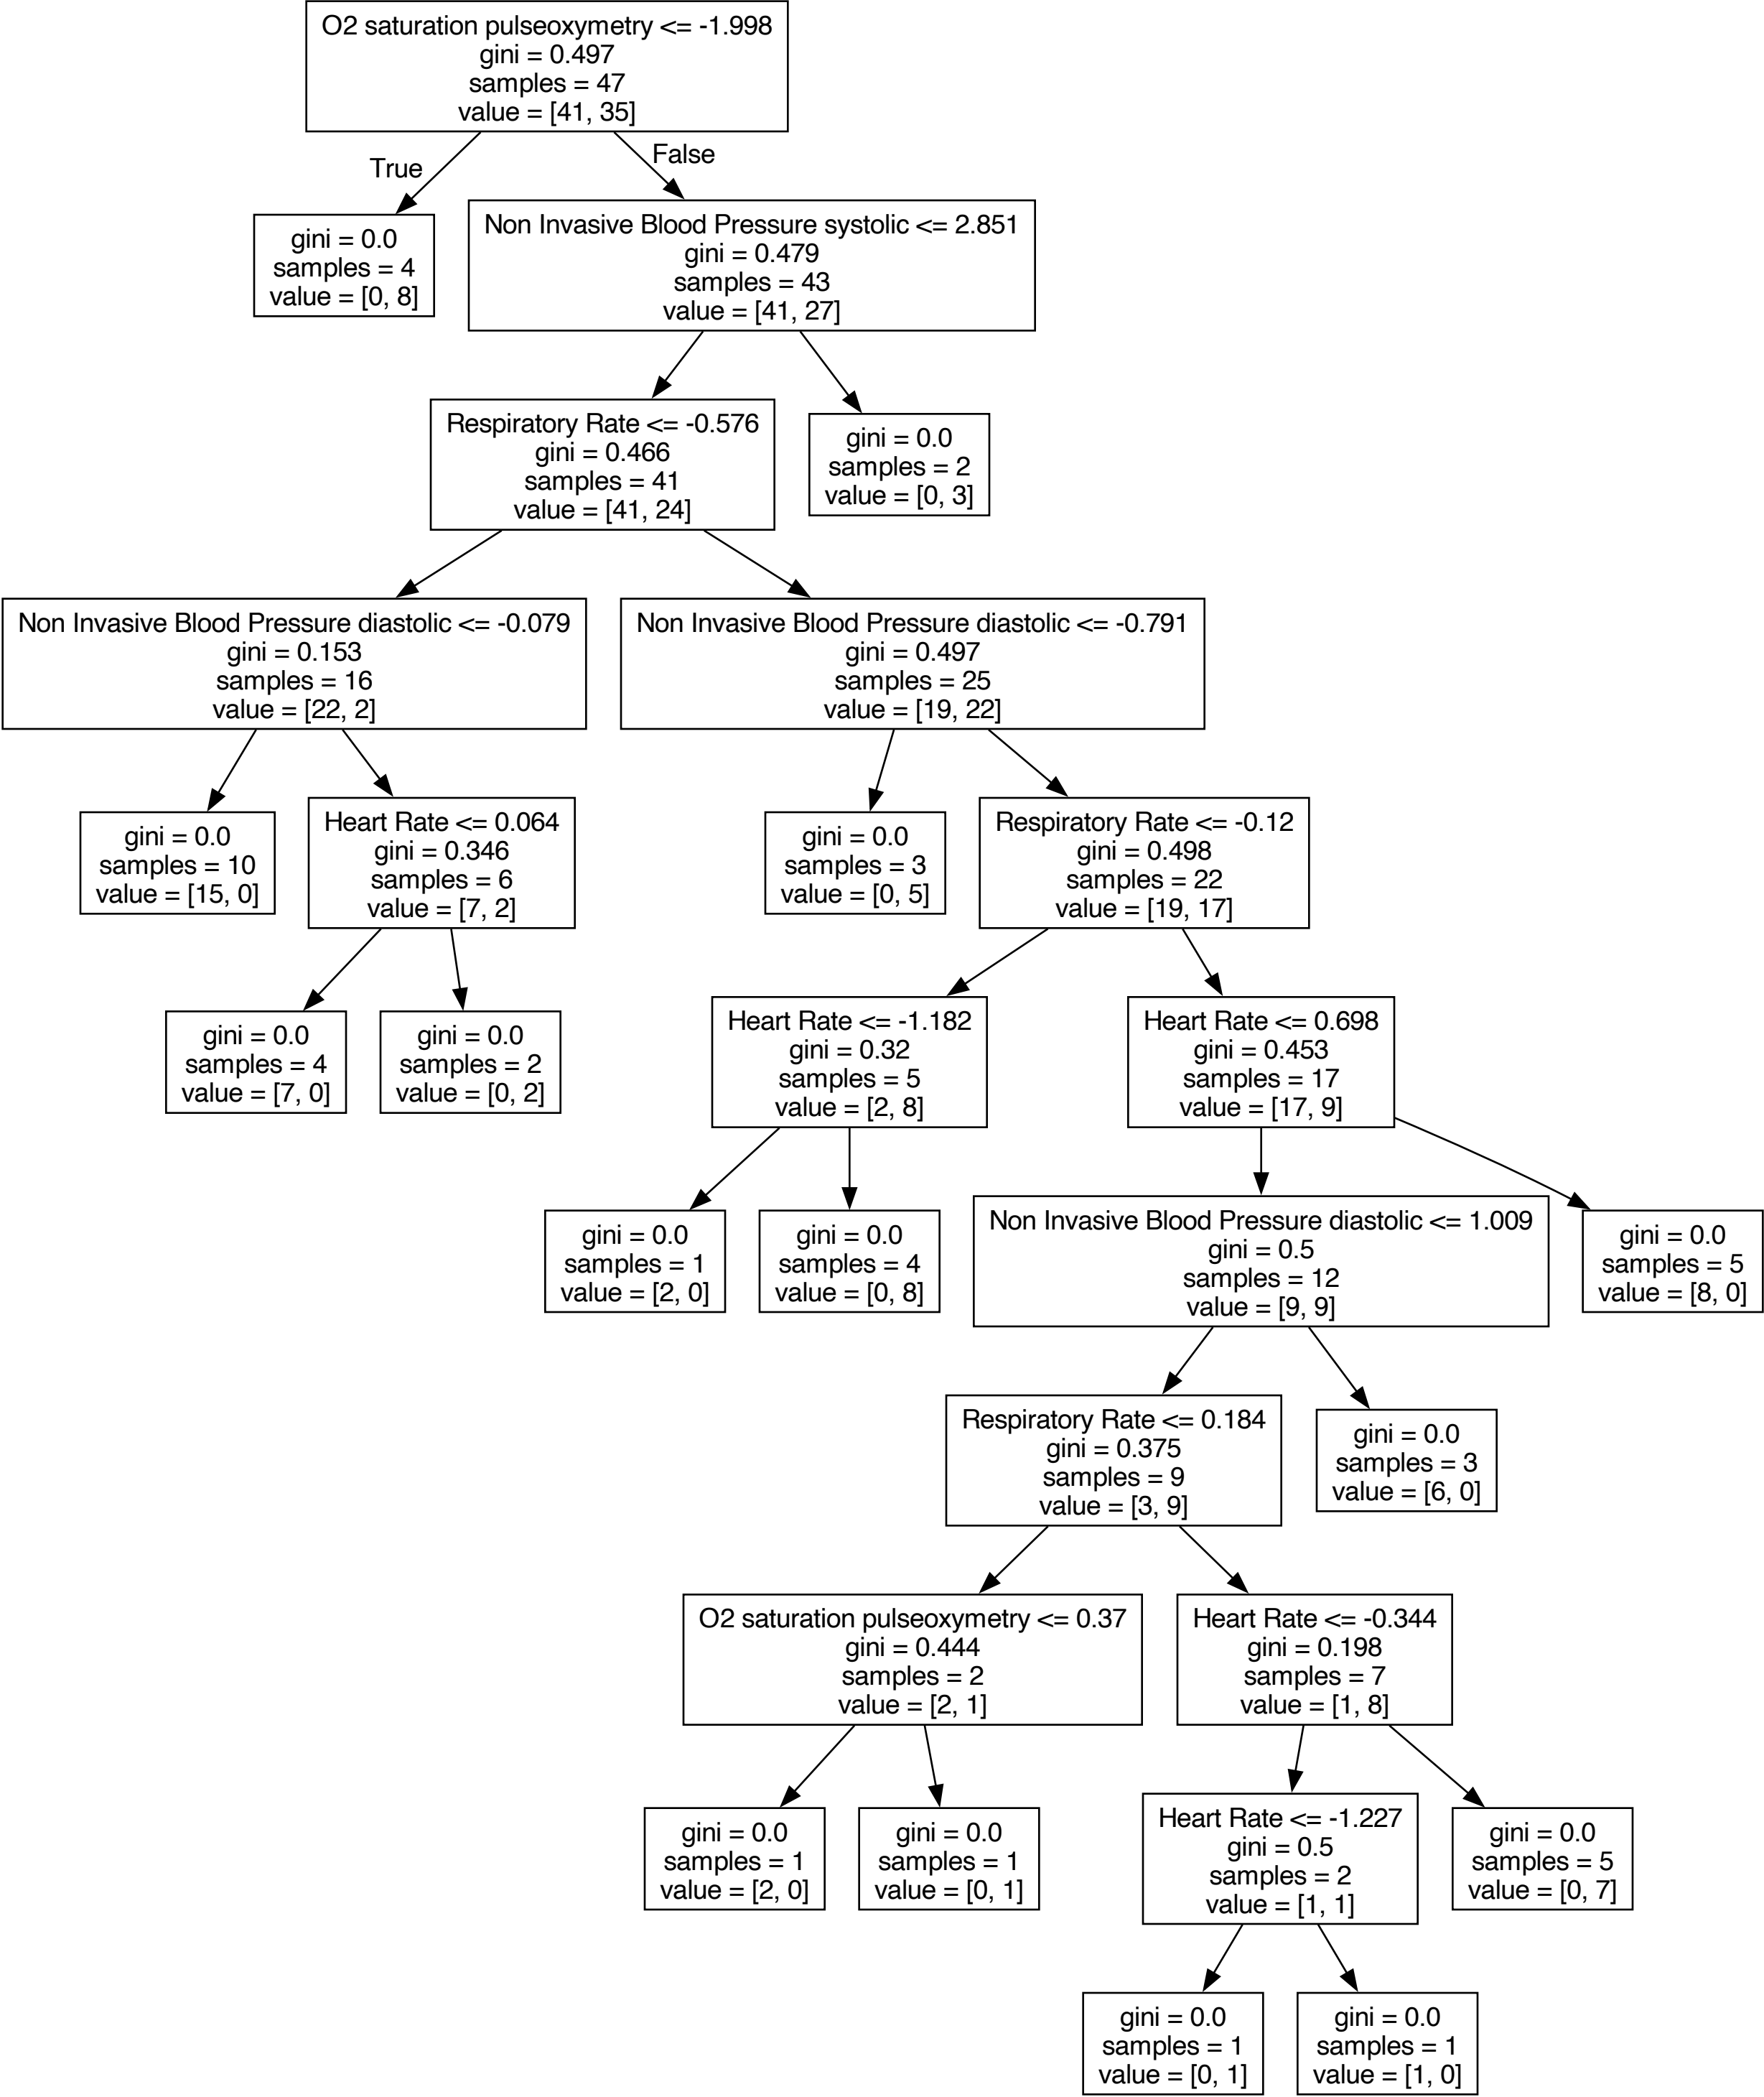 O2 saturation pulseoxymetry <= -1.998
gini = 0.497
samples = 47
value = [41, 35]
True
False
gini = 0.0
samples = 4
value = [0, 8]
Non Invasive Blood Pressure systolic <= 2.851
gini = 0.479
samples = 43
value = [41, 27]
Respiratory Rate <= -0.576
gini = 0.466
samples = 41
value = [41, 24]
gini = 0.0
samples = 2
value = [0, 3]
Non Invasive Blood Pressure diastolic <= -0.079
gini = 0.153
samples = 16
value = [22, 2]
Non Invasive Blood Pressure diastolic <= -0.791
gini = 0.497
samples = 25
value = [19, 22]
gini = 0.0
samples = 10
value = [15, 0]
Heart Rate <= 0.064
gini = 0.346
samples = 6
value = [7, 2]
gini = 0.0
samples = 3
value = [0, 5]
Respiratory Rate <= -0.12
gini = 0.498
samples = 22
value = [19, 17]
gini = 0.0
samples = 4
value = [7, 0]
gini = 0.0
samples = 2
value = [0, 2]
Heart Rate <= -1.182
gini = 0.32
samples = 5
value = [2, 8]
Heart Rate <= 0.698
gini = 0.453
samples = 17
value = [17, 9]
gini = 0.0
samples = 1
value = [2, 0]
gini = 0.0
samples = 4
value = [0, 8]
Non Invasive Blood Pressure diastolic <= 1.009
gini = 0.5
samples = 12
value = [9, 9]
gini = 0.0
samples = 5
value = [8, 0]
Respiratory Rate <= 0.184
gini = 0.375
samples = 9
value = [3, 9]
gini = 0.0
samples = 3
value = [6, 0]
O2 saturation pulseoxymetry <= 0.37
gini = 0.444
samples = 2
value = [2, 1]
Heart Rate <= -0.344
gini = 0.198
samples = 7
value = [1, 8]
gini = 0.0
samples = 1
value = [2, 0]
gini = 0.0
samples = 1
value = [0, 1]
Heart Rate <= -1.227
gini = 0.5
samples = 2
value = [1, 1]
gini = 0.0
samples = 5
value = [0, 7]
gini = 0.0
samples = 1
value = [0, 1]
gini = 0.0
samples = 1
value = [1, 0]